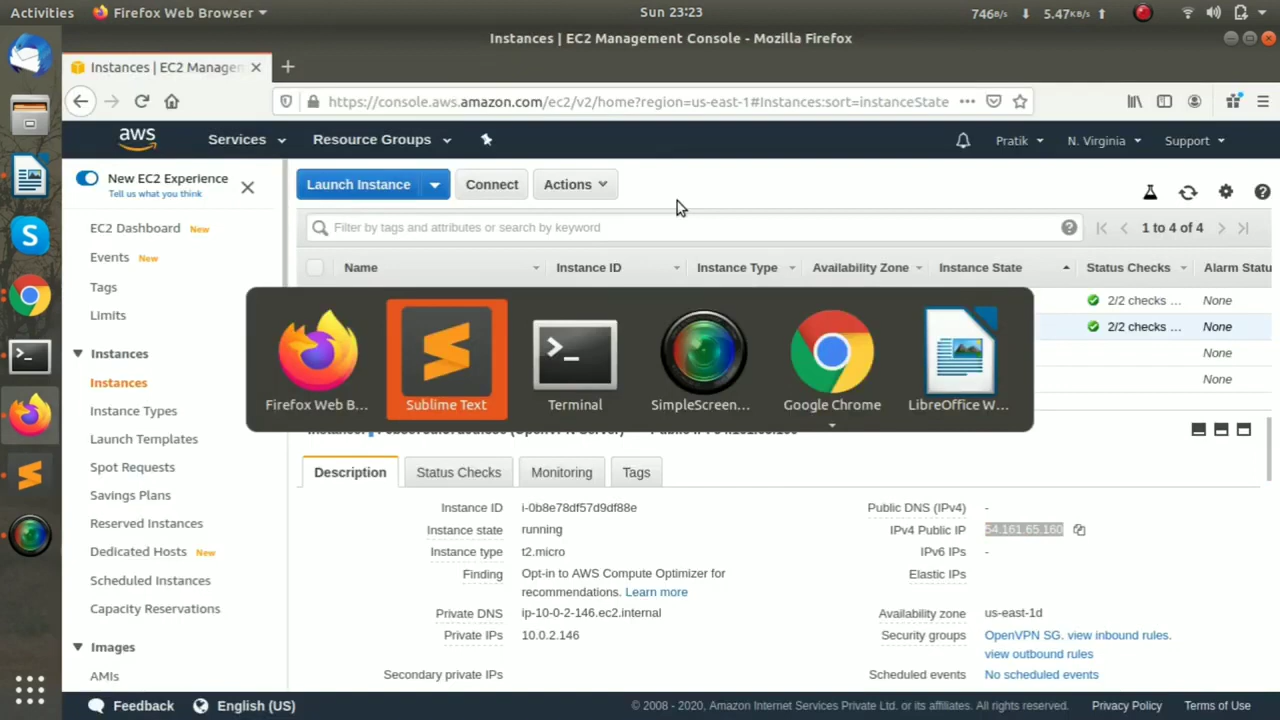 Activities
Firefox Web Browser
Sun 23:23
746B/s
5.47KB/s
Instances | EC2 Management Console - Mozilla Firefox
Instances | EC2 Manage
https://console.aws.amazon.com/ec2/v2/home?region=us-east-1#Instances:sort=instanceState
aws
Services
Resource Groups
Pratik
N. Virginia
Support
New EC2 Experience
Tell us what you think
EC2 Dashboard New
Events New
Tags
Limits
Instances
Instances
Instance Types
Launch Templates
Spot Requests
Savings Plans
Reserved Instances
Dedicated Hosts New
Scheduled Instances
Capacity Reservations
Images
AMIs
Launch Instance
Connect
Actions
Filter by tags and attributes or search by keyword
1 to 4 of 4
Name
Instance ID
Instance Type
Availability Zone
Instance State
Status Checks
Alarm Statu
2/2 checks ...
None
2/2 checks ...
None
None
None
Firefox Web B...
Sublime Text
Terminal
SimpleScreen...
Google Chrome
LibreOffice W...
Description
Status Checks
Monitoring
Tags
Instance ID i-0b8e78df57d9df88e
Instance state running
Instance type t2.micro
Finding Opt-in to AWS Compute Optimizer for
recommendations. Learn more
Private DNS ip-10-0-2-146.ec2.internal
Private IPs 10.0.2.146
Secondary private IPs
Public DNS (IPv4) -
IPv4 Public IP 54.161.65.160
IPv6 IPs -
Elastic IPs
Availability zone us-east-1d
Security groups OpenVPN SG. view inbound rules.
view outbound rules
Scheduled events No scheduled events
Feedback
English (US)
© 2008 - 2020, Amazon Internet Services Private Ltd. or its affiliates. All rights reserved.
Privacy Policy
Terms of Use